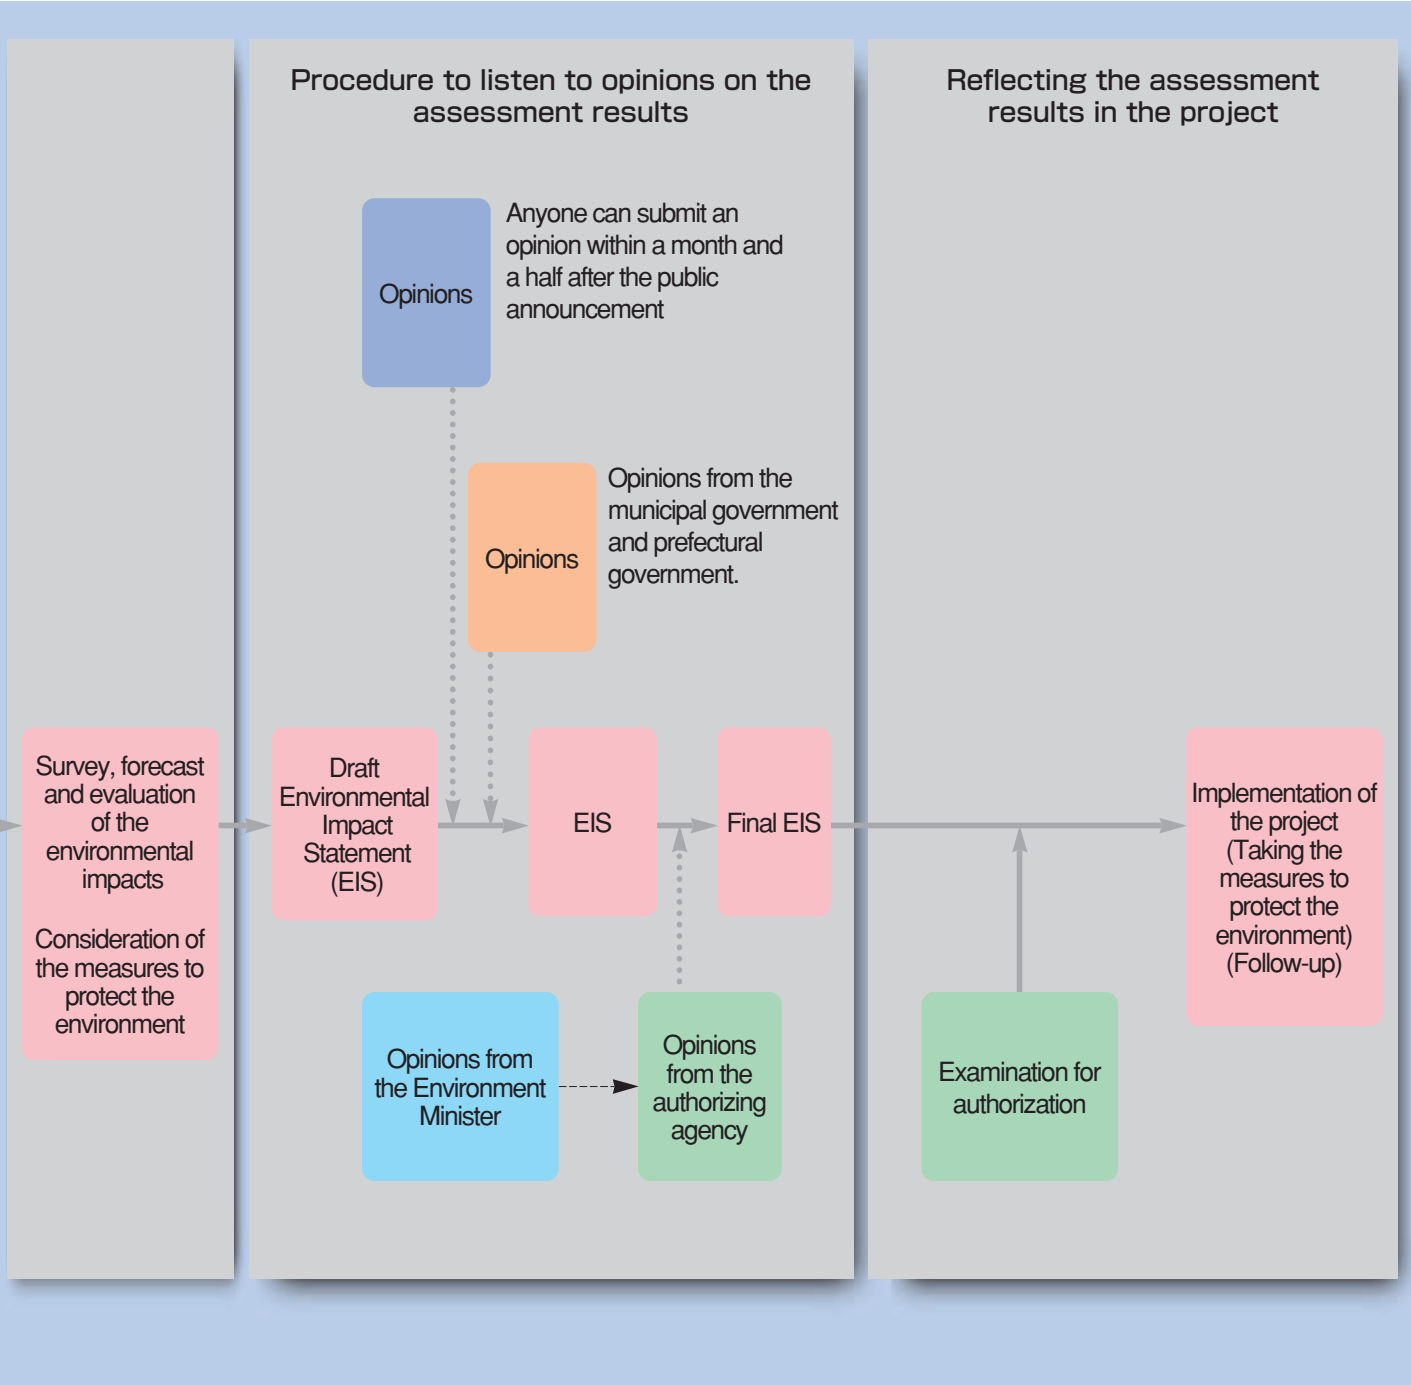 Procedure to listen to opinions on the
assessment results
Reflecting the assessment
results in the project
Opinions
Anyone can submit an
opinion within a month and
a half after the public
announcement
Opinions
Opinions from the
municipal government
and prefectural
government.
Survey, forecast
and evaluation
of the
environmental
impacts
Consideration of
the measures to
protect the
environment
Draft
Environmental
Impact
Statement
(EIS)
EIS
Final EIS
Implementation of
the project
(Taking the
measures to
protect the
environment)
(Follow-up)
Opinions from
the Environment
Minister
Opinions
from the
authorizing
agency
Examination for
authorization